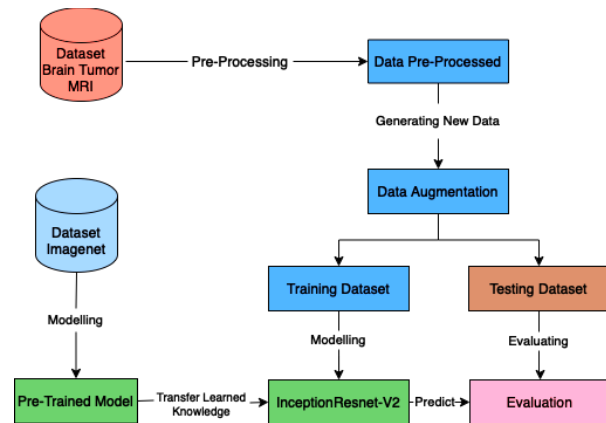 Dataset
Brain Tumor
MRI
Pre-Processing
Data Pre-Processed
Generating New Data
Data Augmentation
Dataset
Imagenet
Training Dataset
Testing Dataset
Modelling
Modelling
Evaluating
Pre-Trained Model
Transfer Learned
Knowledge
InceptionResnet-V2
Predict
Evaluation